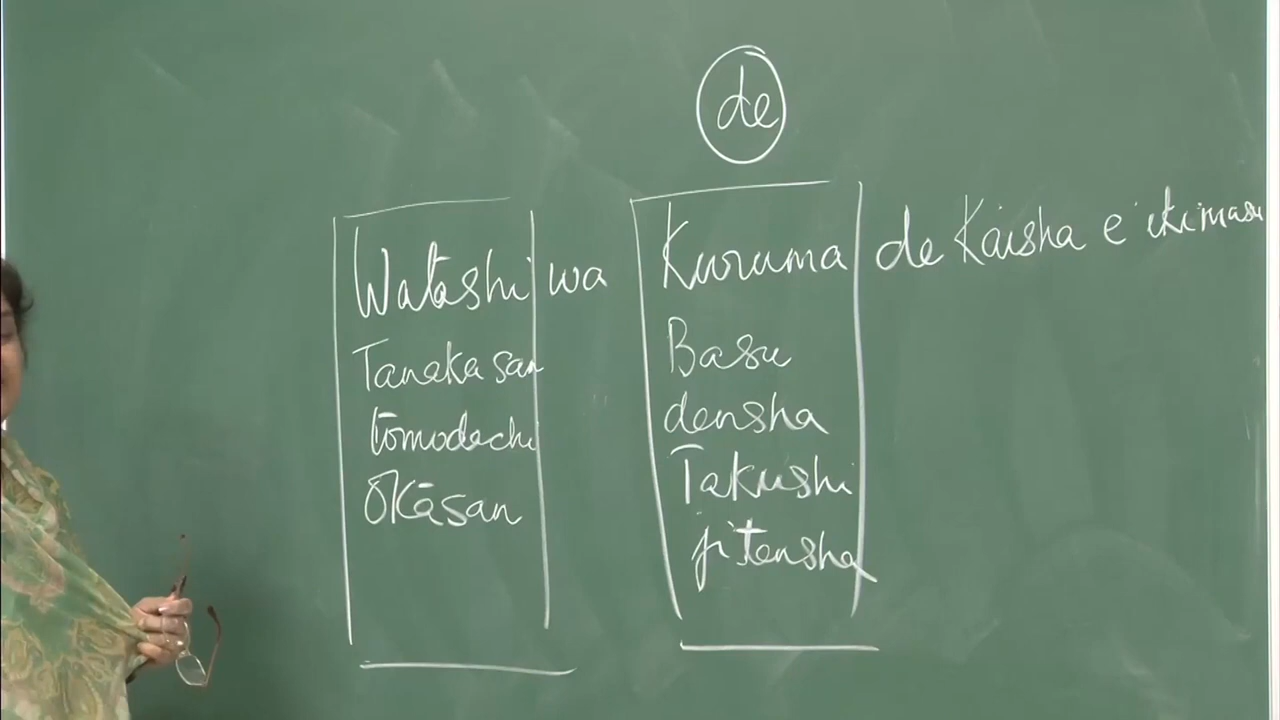 de
Watashi wa Kuruma de Kaisha e ikimasu
Tanaka san Basu
tomodachi densha
Okāsan Takushi
jitensha